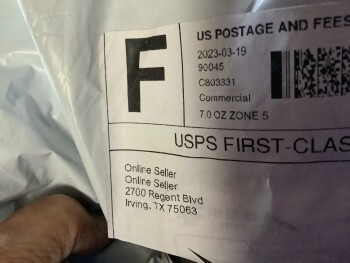 F
US POSTAGE AND FEES
2023-03-19
90045
C803331
Commercial
7.0 OZ ZONE 5
USPS FIRST-CLAS
Online Seller
Online Seller
2700 Regent Blvd
Irving, TX 75063